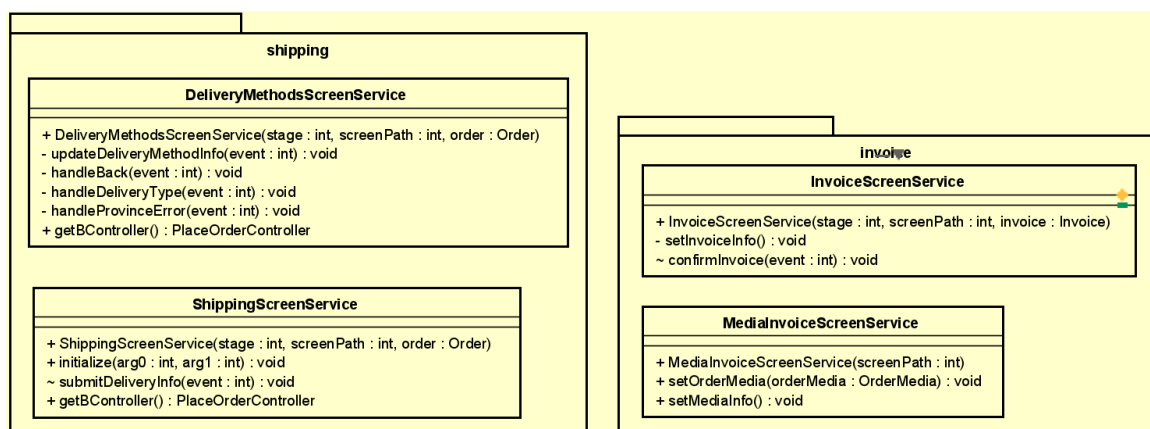 shipping
DeliveryMethodsScreenService
+ DeliveryMethodsScreenService(stage : int, screenPath : int, order : Order)
- updateDeliveryMethodInfo(event : int) : void
- handleBack(event : int) : void
- handleDeliveryType(event : int) : void
- handleProvinceError(event : int) : void
+ getBController() : PlaceOrderController
ShippingScreenService
+ ShippingScreenService(stage : int, screenPath : int, order : Order)
+ initialize(arg0 : int, arg1 : int) : void
~ submitDeliveryInfo(event : int) : void
+ getBController() : PlaceOrderController
invoice
InvoiceScreenService
+ InvoiceScreenService(stage : int, screenPath : int, invoice : Invoice)
- setInvoiceInfo() : void
~ confirmInvoice(event : int) : void
MediaInvoiceScreenService
+ MediaInvoiceScreenService(screenPath : int)
+ setOrderMedia(orderMedia : OrderMedia) : void
+ setMediaInfo() : void